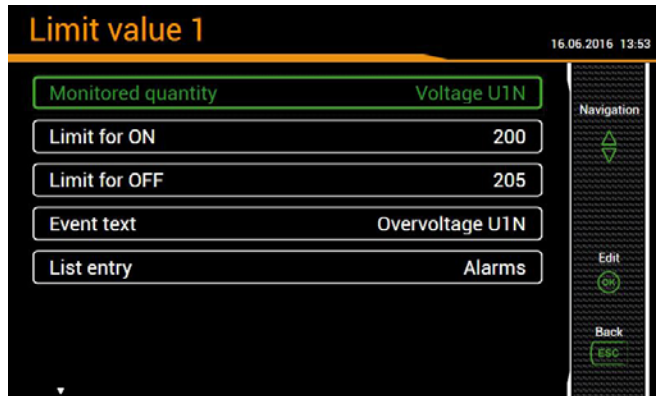 Limit value 1
16.06.2016 13:53
Monitored quantity Voltage U1N
Limit for ON 200
Limit for OFF 205
Event text Overvoltage U1N
List entry Alarms
Navigation
Edit
OK
Back
ESC